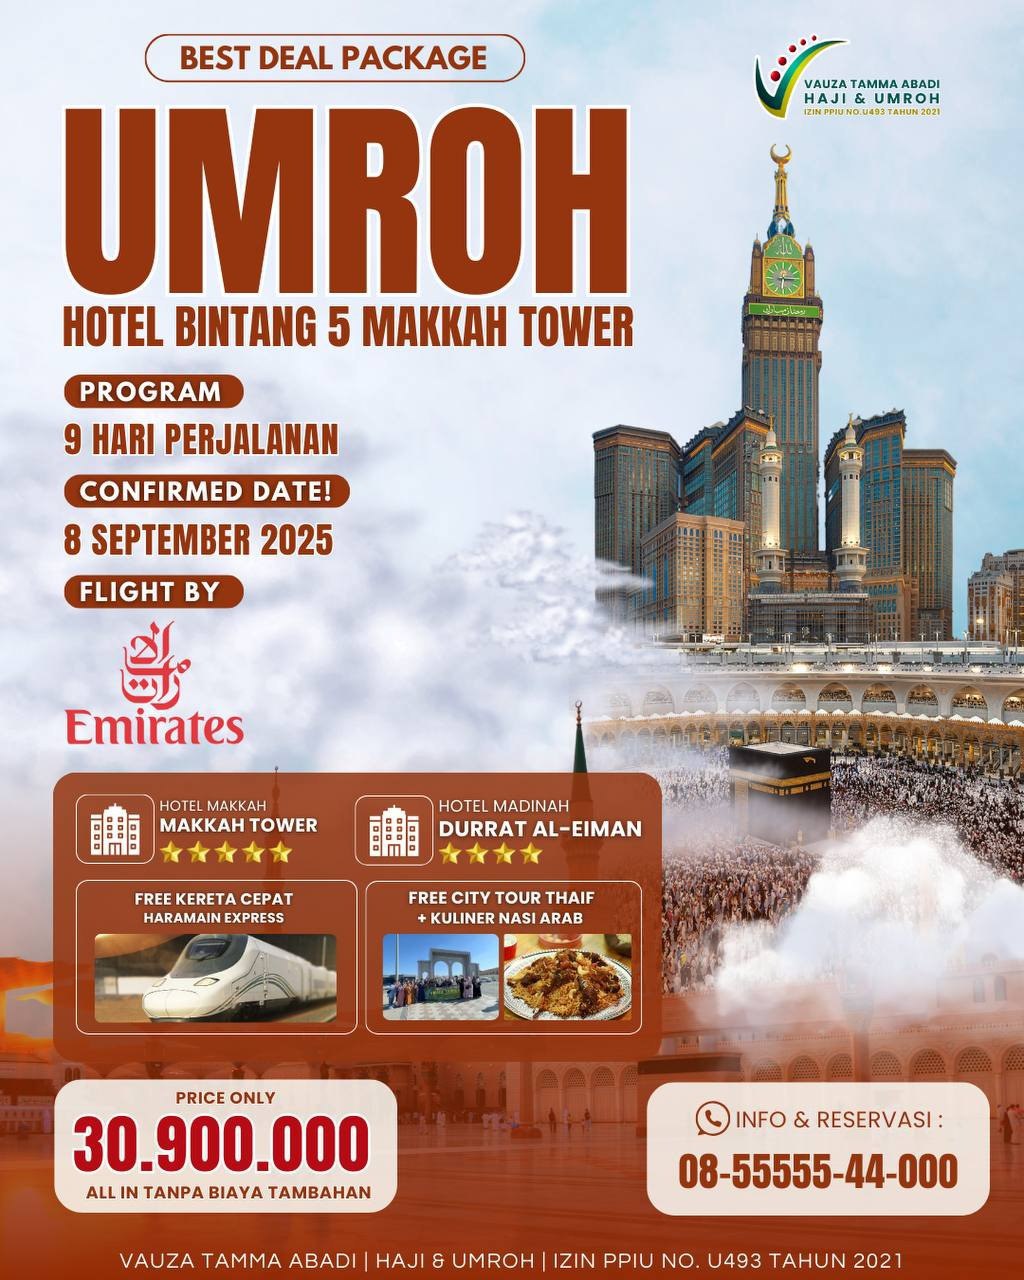 BEST DEAL PACKAGE
VAUZA TAMMA ABADI
HAJI & UMROH
IZIN PPIU NO.U493 TAHUN 2021
UMROH
HOTEL BINTANG 5 MAKKAH TOWER
PROGRAM
9 HARI PERJALANAN
CONFIRMED DATE!
8 SEPTEMBER 2025
FLIGHT BY
Emirates
HOTEL MAKKAH
MAKKAH TOWER
HOTEL MADINAH
DURRAT AL-EIMAN
FREE KERETA CEPAT
HARAMAIN EXPRESS
FREE CITY TOUR THAIF
+ KULINER NASI ARAB
PRICE ONLY
30.900.000
ALL IN TANPA BIAYA TAMBAHAN
INFO & RESERVASI :
08-55555-44-000
VAUZA TAMMA ABADI | HAJI & UMROH | IZIN PPIU NO. U493 TAHUN 2021